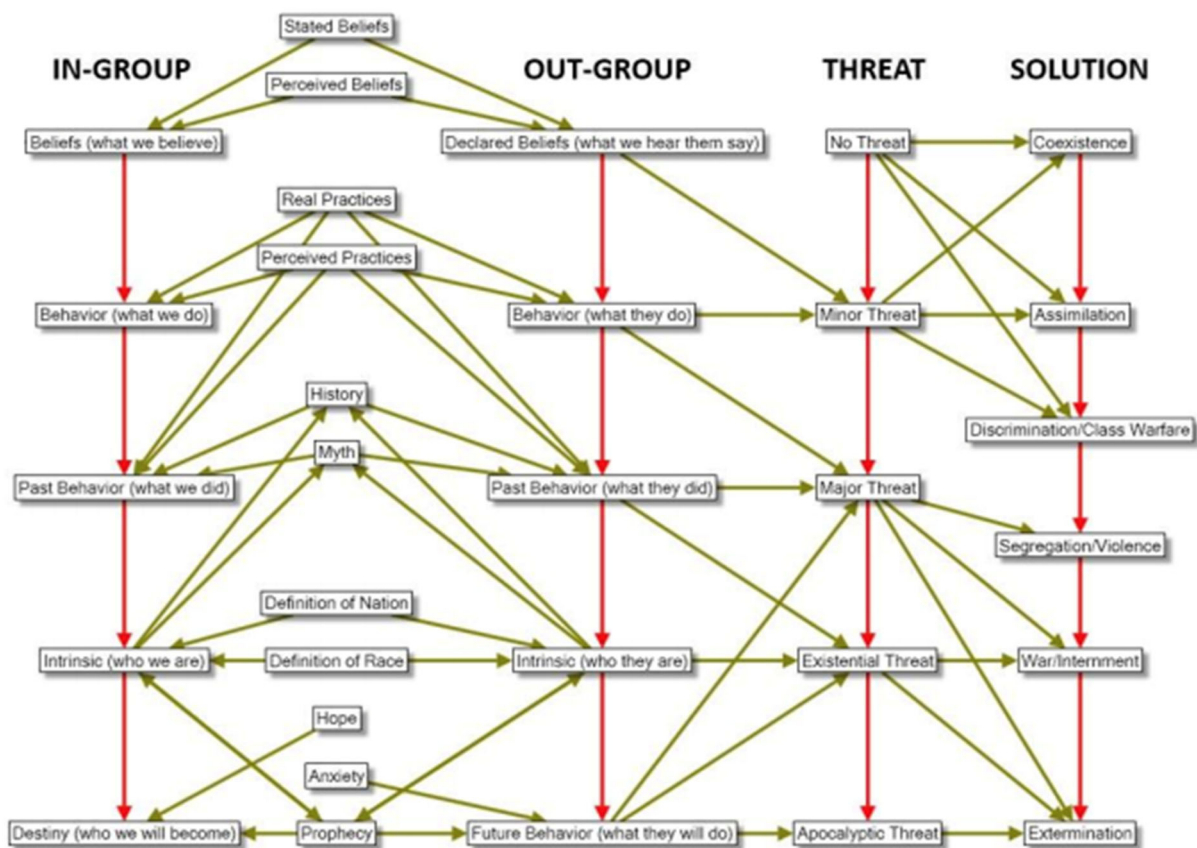 Stated Beliefs
IN-GROUP
OUT-GROUP
THREAT
SOLUTION
Perceived Beliefs
Beliefs (what we believe)
Declared Beliefs (what we hear them say)
No Threat
Coexistence
Real Practices
Perceived Practices
Behavior (what we do)
Behavior (what they do)
Minor Threat
Assimilation
History
Discrimination/Class Warfare
Myth
Past Behavior (what we did)
Past Behavior (what they did)
Major Threat
Segregation/Violence
Definition of Nation
Intrinsic (who we are)
Definition of Race
Intrinsic (who they are)
Existential Threat
War/Internment
Hope
Anxiety
Destiny (who we will become)
Prophecy
Future Behavior (what they will do)
Apocalyptic Threat
Extermination